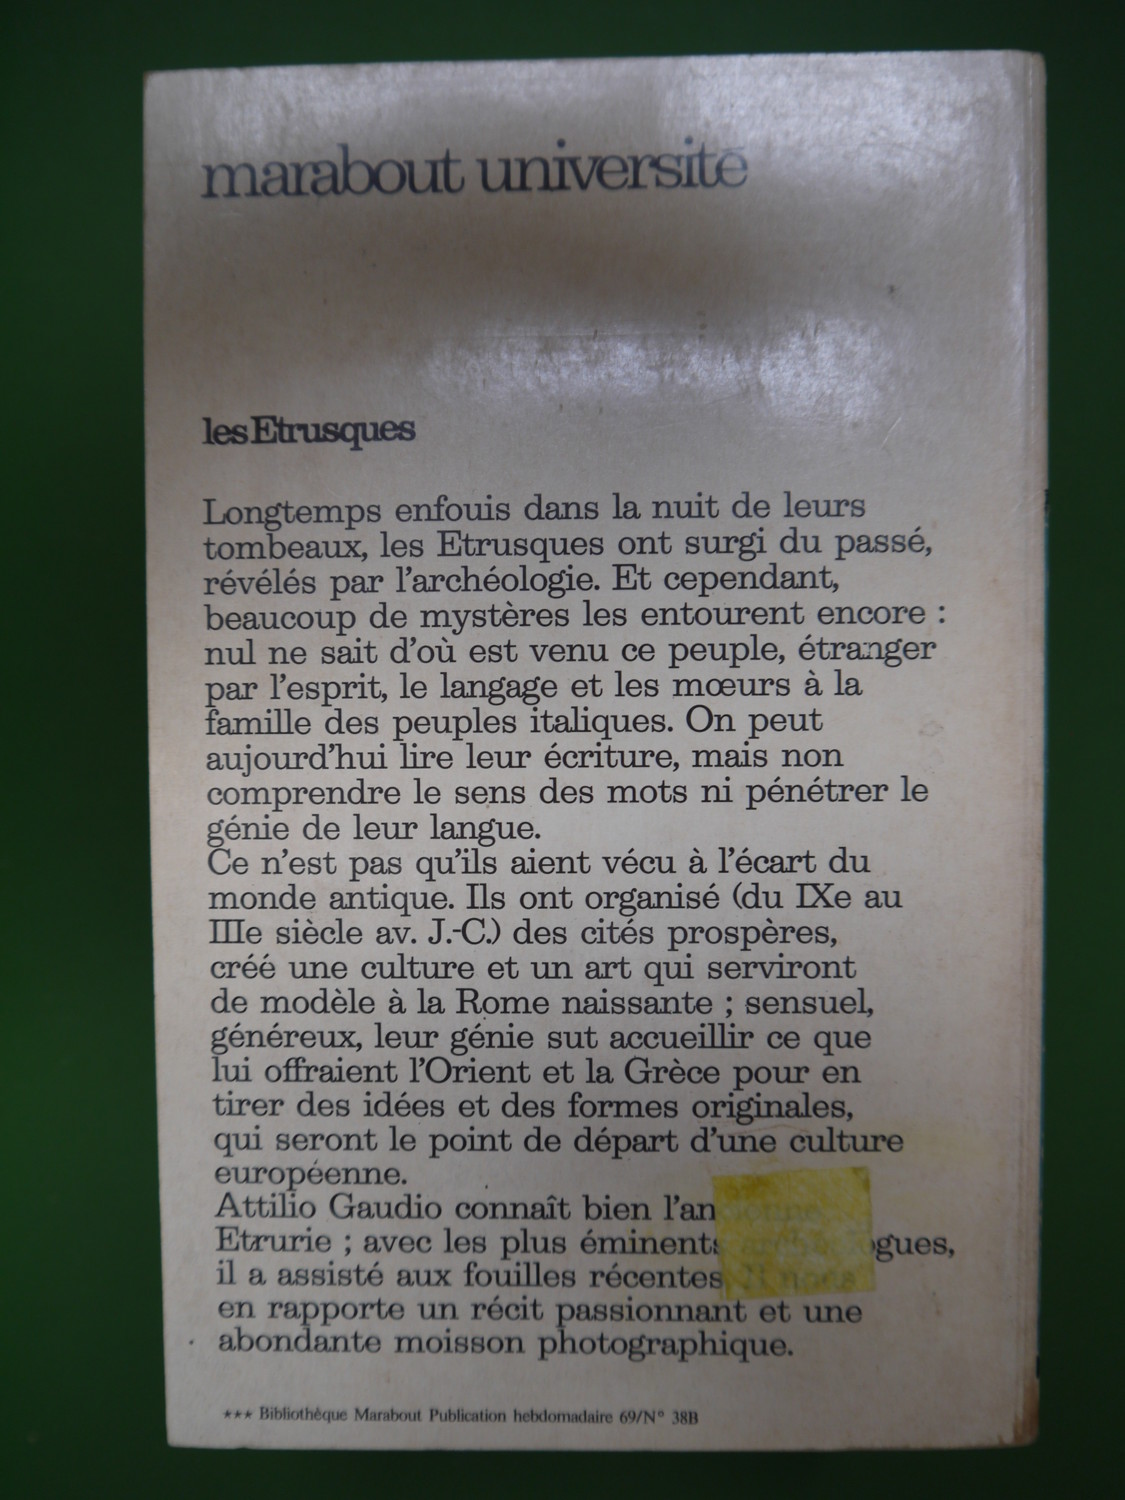 marabout université
les Etrusques
Longtemps enfouis dans la nuit de leurs
tombeaux, les Etrusques ont surgi du passé,
révélés par l'archéologie. Et cependant,
beaucoup de mystères les entourent encore :
nul ne sait d'où est venu ce peuple, étranger
par l'esprit, le langage et les mœurs à la
famille des peuples italiques. On peut
aujourd'hui lire leur écriture, mais non
comprendre le sens des mots ni pénétrer le
génie de leur langue.
Ce n'est pas qu'ils aient vécu à l'écart du
monde antique. Ils ont organisé (du IXe au
IIIe siècle av. J.-C.) des cités prospères,
créé une culture et un art qui serviront
de modèle à la Rome naissante ; sensuel,
généreux, leur génie sut accueillir ce que
lui offraient l'Orient et la Grèce pour en
tirer des idées et des formes originales,
qui seront le point de départ d'une culture
européenne.
Attilio Gaudio connaît bien l'ancienne
Etrurie ; avec les plus éminents archéologues,
il a assisté aux fouilles récentes. Il nous
en rapporte un récit passionnant et une
abondante moisson photographique.
*** Bibliothèque Marabout Publication hebdomadaire 69/N° 38B